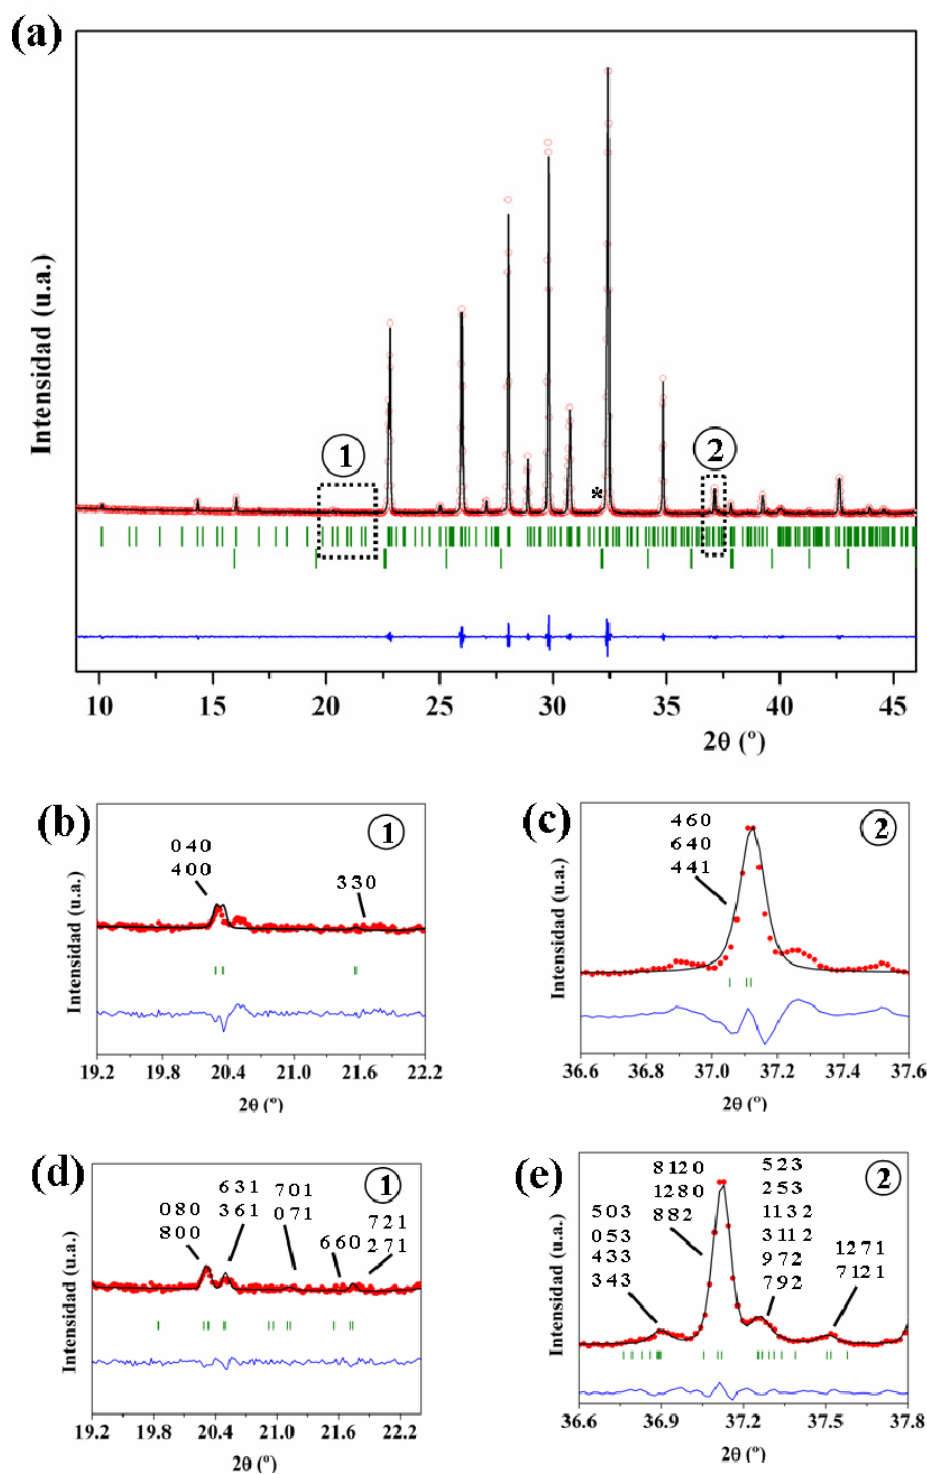 (a)
Intensidad (u.a.)
1
2
*
10 15 20 25 30 35 40 45
2θ (º)
(b)
1
0 4 0
4 0 0
3 3 0
Intensidad (u.a.)
19.2 19.8 20.4 21.0 21.6 22.2
2θ (º)
(c)
2
4 6 0
6 4 0
4 4 1
Intensidad (u.a.)
36.6 36.8 37.0 37.2 37.4 37.6
2θ (º)
(d)
1
0 8 0
8 0 0
6 3 1
3 6 1
7 0 1
0 7 1
6 6 0
7 2 1
2 7 1
Intensidad (u.a.)
19.2 19.8 20.4 21.0 21.6 22.2
2θ (º)
(e)
2
5 0 3
0 5 3
4 3 3
3 4 3
8 12 0
12 8 0
8 8 2
5 2 3
2 5 3
11 3 2
3 11 2
9 7 2
7 9 2
12 7 1
7 12 1
Intensidad (u.a.)
36.6 36.9 37.2 37.5 37.8
2θ (º)